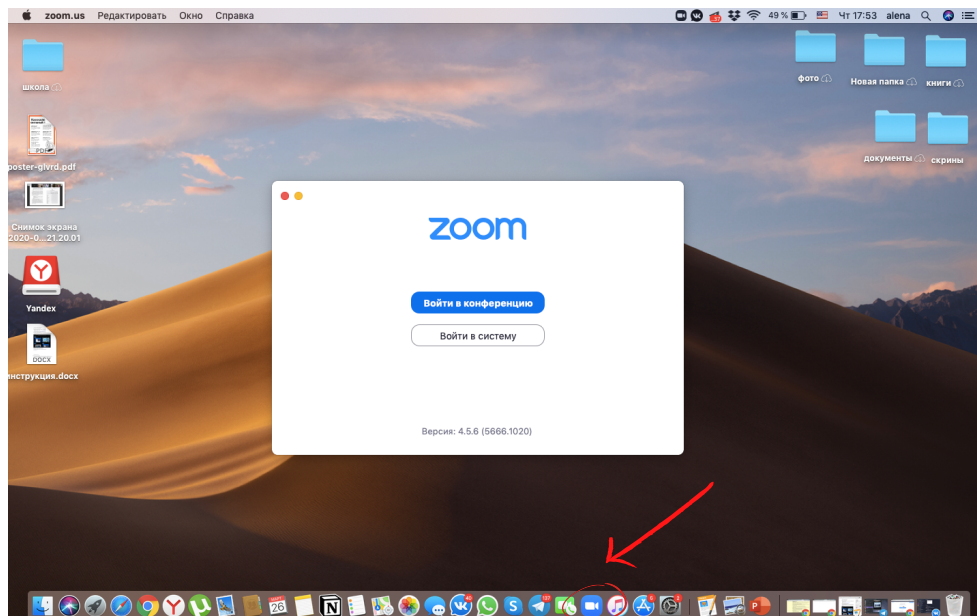 zoom.us Редактировать Окно Справка 49 % Чт 17:53 alena
школа
фото
Новая папка
книги
poster-glvrd.pdf
документы
скрины
Снимок экрана
2020-0...21.20.01
zoom
Yandex
Войти в конференцию
Войти в систему
DOCX
инструкция.docx
Версия: 4.5.6 (5666.1020)